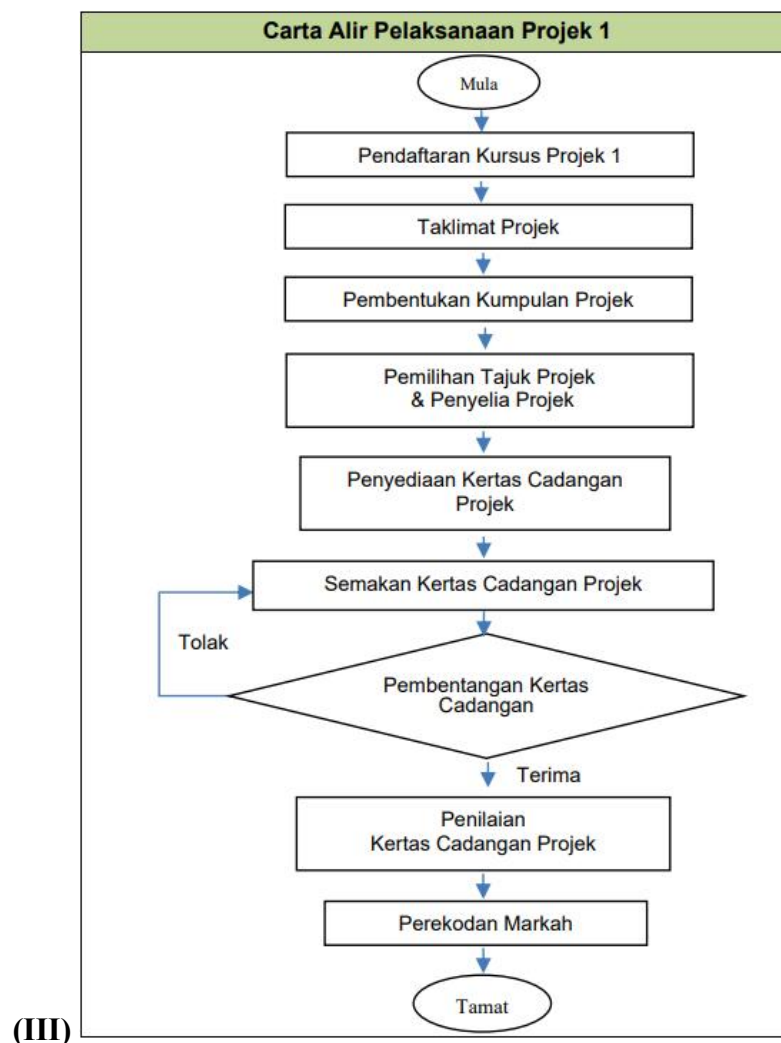 Carta Alir Pelaksanaan Projek 1
Mula
Pendaftaran Kursus Projek 1
Taklimat Projek
Pembentukan Kumpulan Projek
Pemilihan Tajuk Projek
& Penyelia Projek
Penyediaan Kertas Cadangan
Projek
Semakan Kertas Cadangan Projek
Tolak
Pembentangan Kertas
Cadangan
Terima
Penilaian
Kertas Cadangan Projek
Perekodan Markah
Tamat
(III)